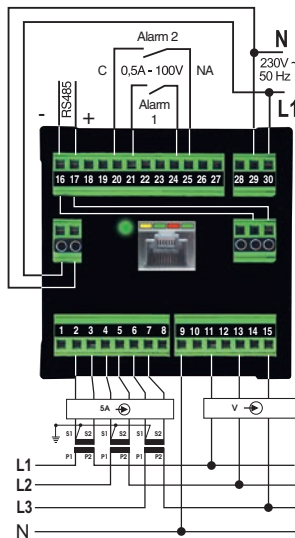 Alarm 2
N
C 0,5A - 100V NA
230V ~
50 Hz
RS485
Alarm
1
L1
- +
16 17 18 19 20 21 22 23 24 25 26 27 28 29 30
1 2 3 4 5 6 7 8 9 10 11 12 13 14 15
5A V
S1 S2 S1 S2 S1 S2
P1 P2 P1 P2 P1 P2
L1
L2
L3
N